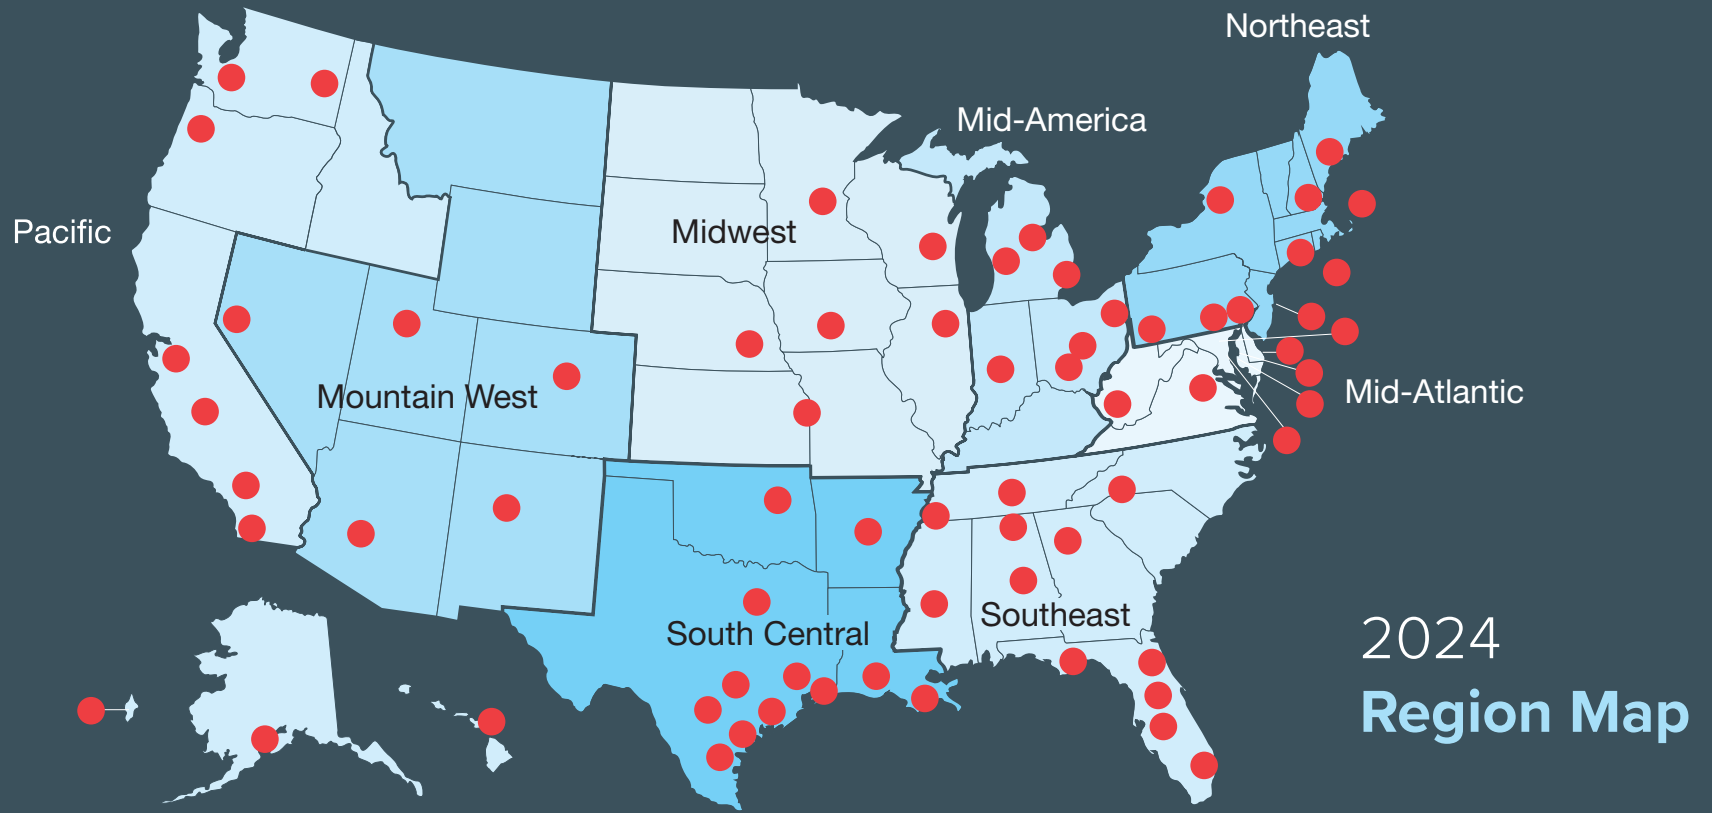 Northeast
Mid-America
Pacific
Midwest
Mountain West
Mid-Atlantic
South Central
Southeast
2024
Region Map